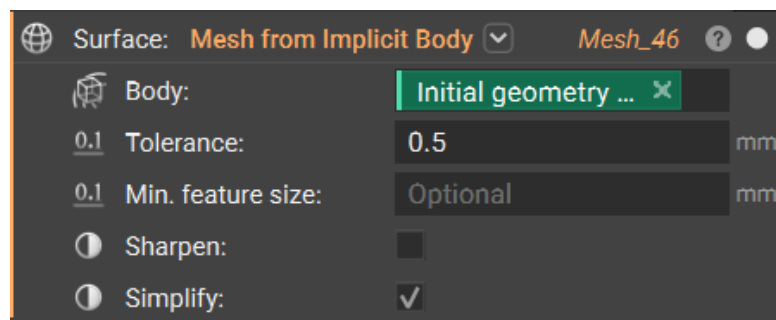 Surface: Mesh from Implicit Body Mesh_46 ?
Body: Initial geometry ... ×
0.1 Tolerance: 0.5 mm
0.1 Min. feature size: Optional mm
Sharpen:
Simplify: